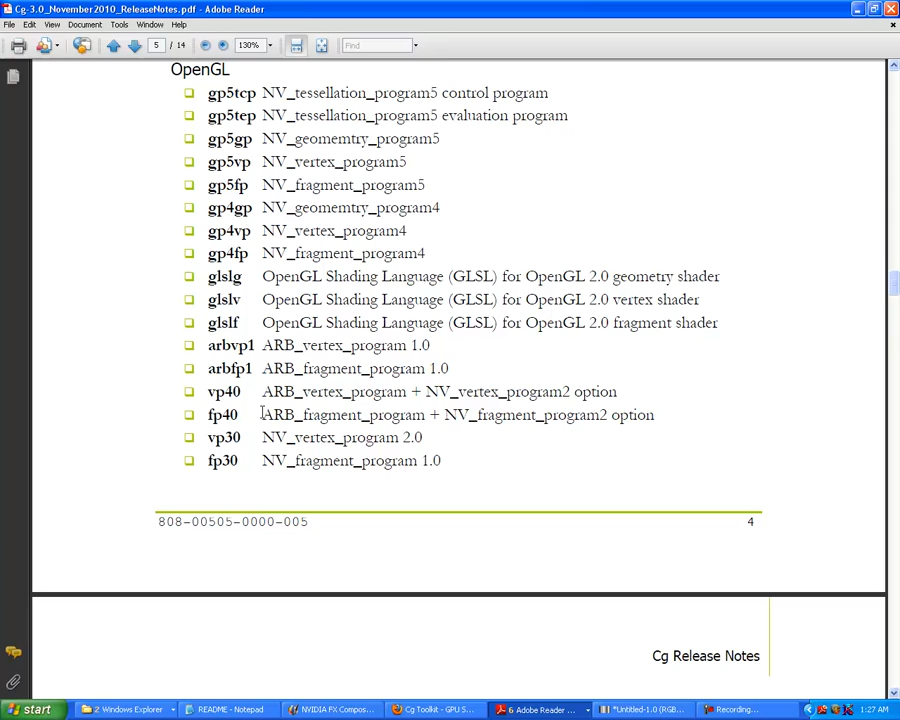 Cg-3.0_November2010_ReleaseNotes.pdf - Adobe Reader
File Edit View Document Tools Window Help
5 / 14 130% Find
OpenGL
gp5tcp NV_tessellation_program5 control program
gp5tep NV_tessellation_program5 evaluation program
gp5gp NV_geomemtry_program5
gp5vp NV_vertex_program5
gp5fp NV_fragment_program5
gp4gp NV_geomemtry_program4
gp4vp NV_vertex_program4
gp4fp NV_fragment_program4
glslg OpenGL Shading Language (GLSL) for OpenGL 2.0 geometry shader
glslv OpenGL Shading Language (GLSL) for OpenGL 2.0 vertex shader
glslf OpenGL Shading Language (GLSL) for OpenGL 2.0 fragment shader
arbvp1 ARB_vertex_program 1.0
arbfp1 ARB_fragment_program 1.0
vp40 ARB_vertex_program + NV_vertex_program2 option
fp40 ARB_fragment_program + NV_fragment_program2 option
vp30 NV_vertex_program 2.0
fp30 NV_fragment_program 1.0
808-00505-0000-005 4
Cg Release Notes
start 2 Windows Explorer README - Notepad NVIDIA FX Compos... Cg Toolkit - GPU 5... 6 Adobe Reader ... *Untitled-1.0 (RGB... Recording... 1:27 AM